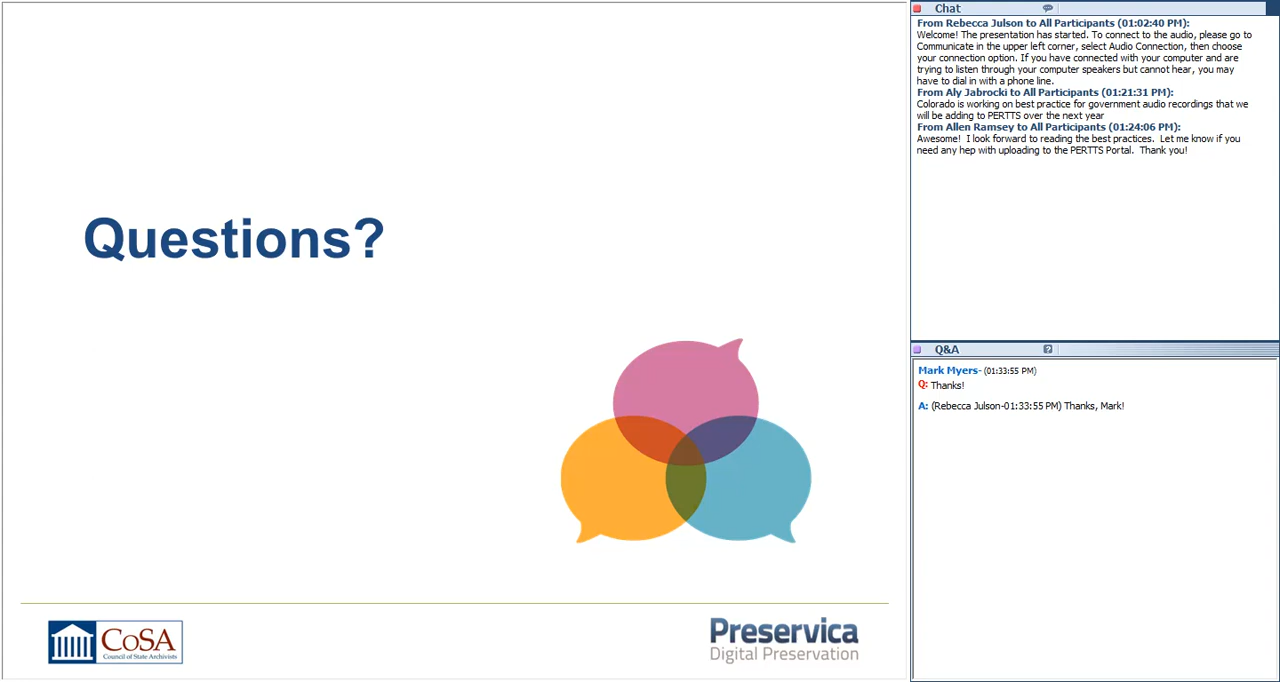 Questions?
CoSA
Council of State Archivists
Preservica
Digital Preservation
Chat
From Rebecca Julson to All Participants (01:02:40 PM):
Welcome! The presentation has started. To connect to the audio, please go to
Communicate in the upper left corner, select Audio Connection, then choose
your connection option. If you have connected with your computer and are
trying to listen through your computer speakers but cannot hear, you may
have to dial in with a phone line.
From Aly Jabrocki to All Participants (01:21:31 PM):
Colorado is working on best practice for government audio recordings that we
will be adding to PERTTS over the next year
From Allen Ramsey to All Participants (01:24:06 PM):
Awesome!  I look forward to reading the best practices.  Let me know if you
need any hep with uploading to the PERTTS Portal.  Thank you!
Q&A
?
Mark Myers- (01:33:55 PM)
Q: Thanks!
A: (Rebecca Julson-01:33:55 PM) Thanks, Mark!